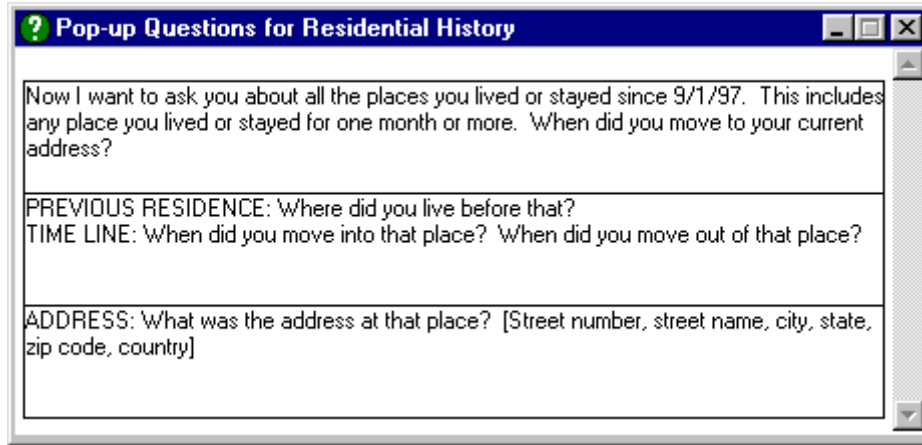 Pop-up Questions for Residential History
Now I want to ask you about all the places you lived or stayed since 9/1/97.  This includes
any place you lived or stayed for one month or more.  When did you move to your current
address?
PREVIOUS RESIDENCE: Where did you live before that?
TIME LINE: When did you move into that place?  When did you move out of that place?
ADDRESS: What was the address at that place?  [Street number, street name, city, state,
zip code, country]